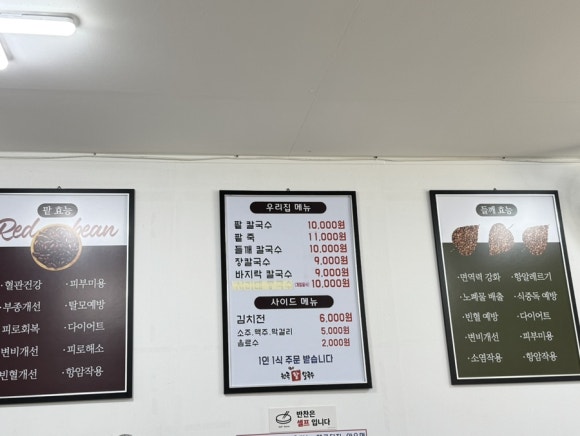 팥 효능
Red bean
·혈관건강 ·피부미용
·부종개선 ·탈모예방
·피로회복 ·다이어트
·변비개선 ·피로해소
·빈혈개선 ·항암작용
우리집 메뉴
팥 칼국수 10,000원
팥 죽 11,000원
들깨 칼국수 10,000원
장칼국수 9,000원
바지락 칼국수 9,000원
10,000원
사이드 메뉴
김치전 6,000원
소주.맥주.막걸리 5,000원
음료수 2,000원
1인 1식 주문 받습니다
팥 칼국수
들깨 효능
·면역력 강화 ·항알레르기
·노폐물 배출 ·식중독 예방
·빈혈 예방 ·다이어트
·변비개선 ·피부미용
·소염작용 ·항암작용
반찬은
셀프 입니다